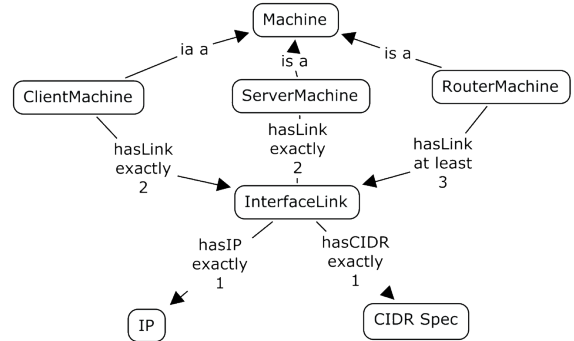 Machine
ia a
is a
is a
ClientMachine
ServerMachine
RouterMachine
hasLink
exactly
2
hasLink
exactly
2
hasLink
at least
3
InterfaceLink
hasIP
exactly
1
hasCIDR
exactly
1
IP
CIDR Spec